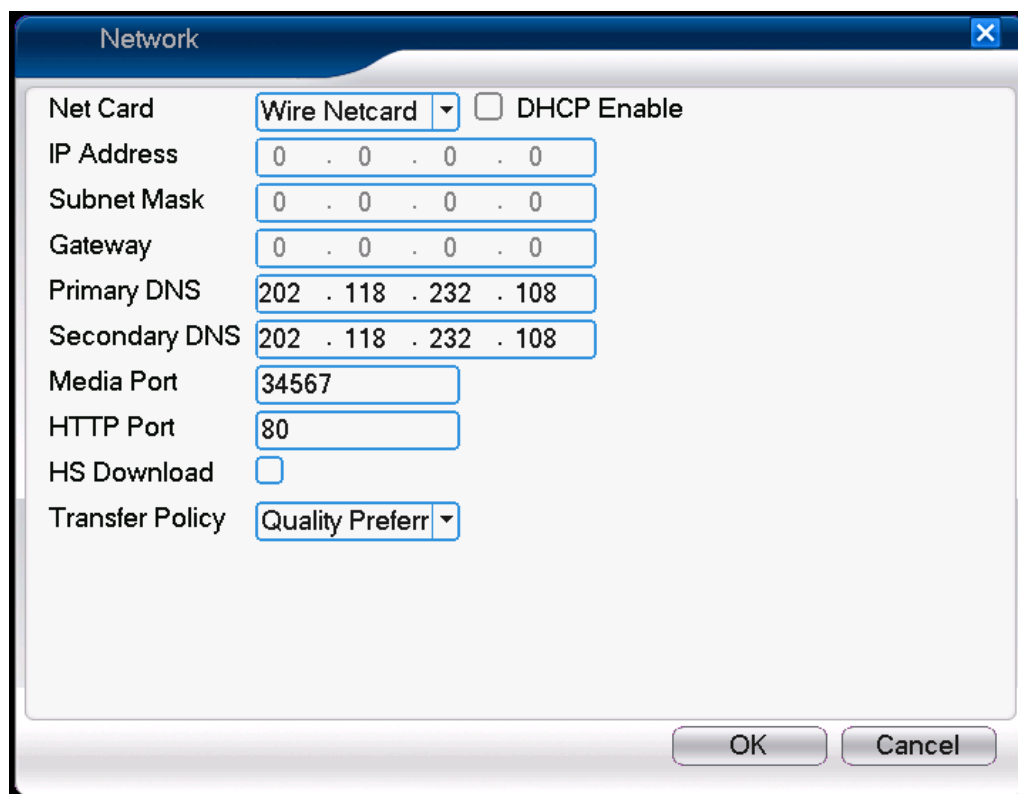 Network
Net Card Wire Netcard DHCP Enable
IP Address 0 . 0 . 0 . 0
Subnet Mask 0 . 0 . 0 . 0
Gateway 0 . 0 . 0 . 0
Primary DNS 202 . 118 . 232 . 108
Secondary DNS 202 . 118 . 232 . 108
Media Port 34567
HTTP Port 80
HS Download
Transfer Policy Quality Preferr
OK Cancel